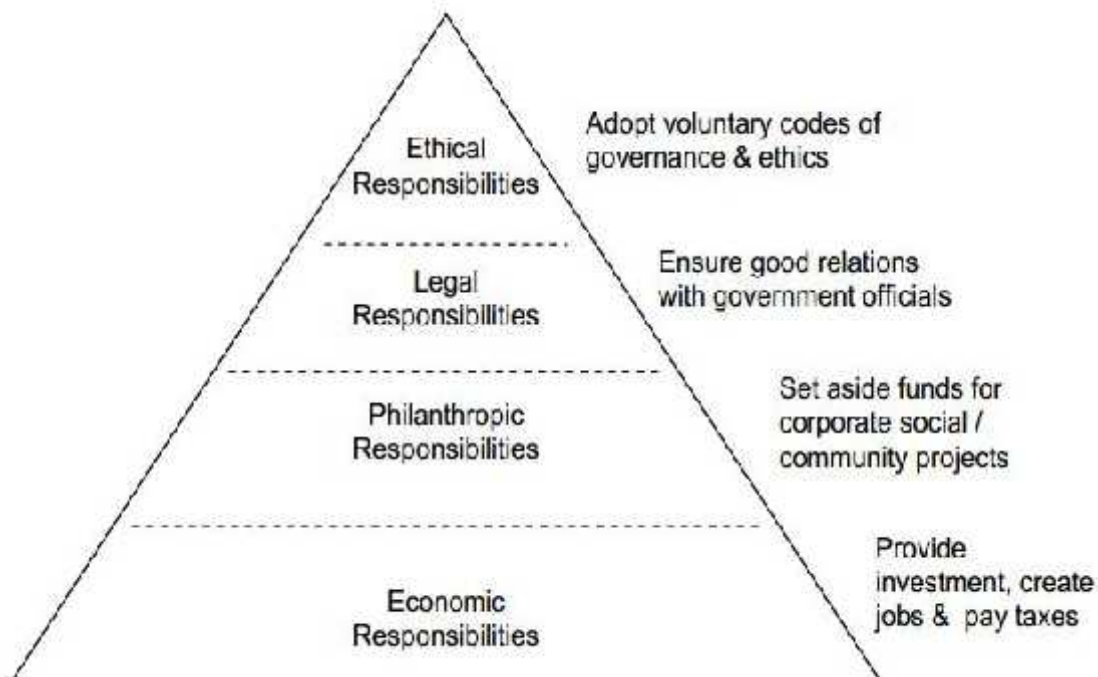 Ethical
Responsibilities
Adopt voluntary codes of
governance & ethics
Legal
Responsibilities
Ensure good relations
with government officials
Philanthropic
Responsibilities
Set aside funds for
corporate social /
community projects
Economic
Responsibilities
Provide
investment, create
jobs & pay taxes